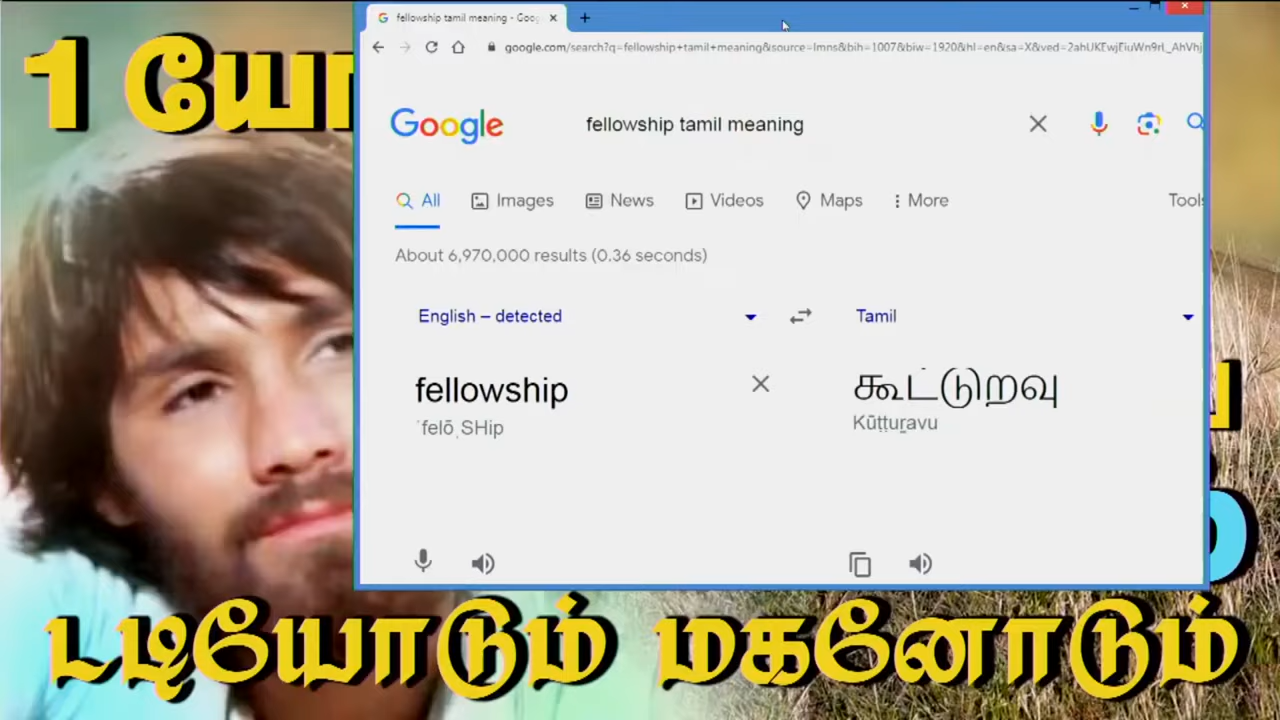 fellowship tamil meaning - Goo
1 யோ
google.com/search?q=fellowship+tamil+meaning&source=lmns&bih=1007&biw=1920&hl=en&sa=X&ved=2ahUKEwjEiuWn9rL_AhVhj
Google fellowship tamil meaning
All Images News Videos Maps More Tools
About 6,970,000 results (0.36 seconds)
English – detected Tamil
fellowship கூட்டுறவு
ˈfelōˌSHip Kūṭṭuṟavu
டடியோடும் மகனோடும்